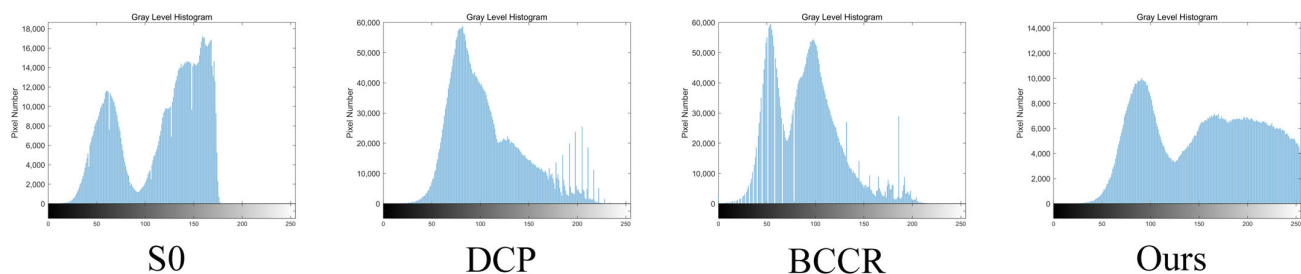 Gray Level Histogram
Pixel Number
18,000
16,000
14,000
12,000
10,000
8,000
6,000
4,000
2,000
0
0 50 100 150 200 250
S0
Gray Level Histogram
Pixel Number
60,000
50,000
40,000
30,000
20,000
10,000
0
0 50 100 150 200 250
DCP
Gray Level Histogram
Pixel Number
60,000
50,000
40,000
30,000
20,000
10,000
0
0 50 100 150 200 250
BCCR
Gray Level Histogram
Pixel Number
14,000
12,000
10,000
8,000
6,000
4,000
2,000
0
0 50 100 150 200 250
Ours